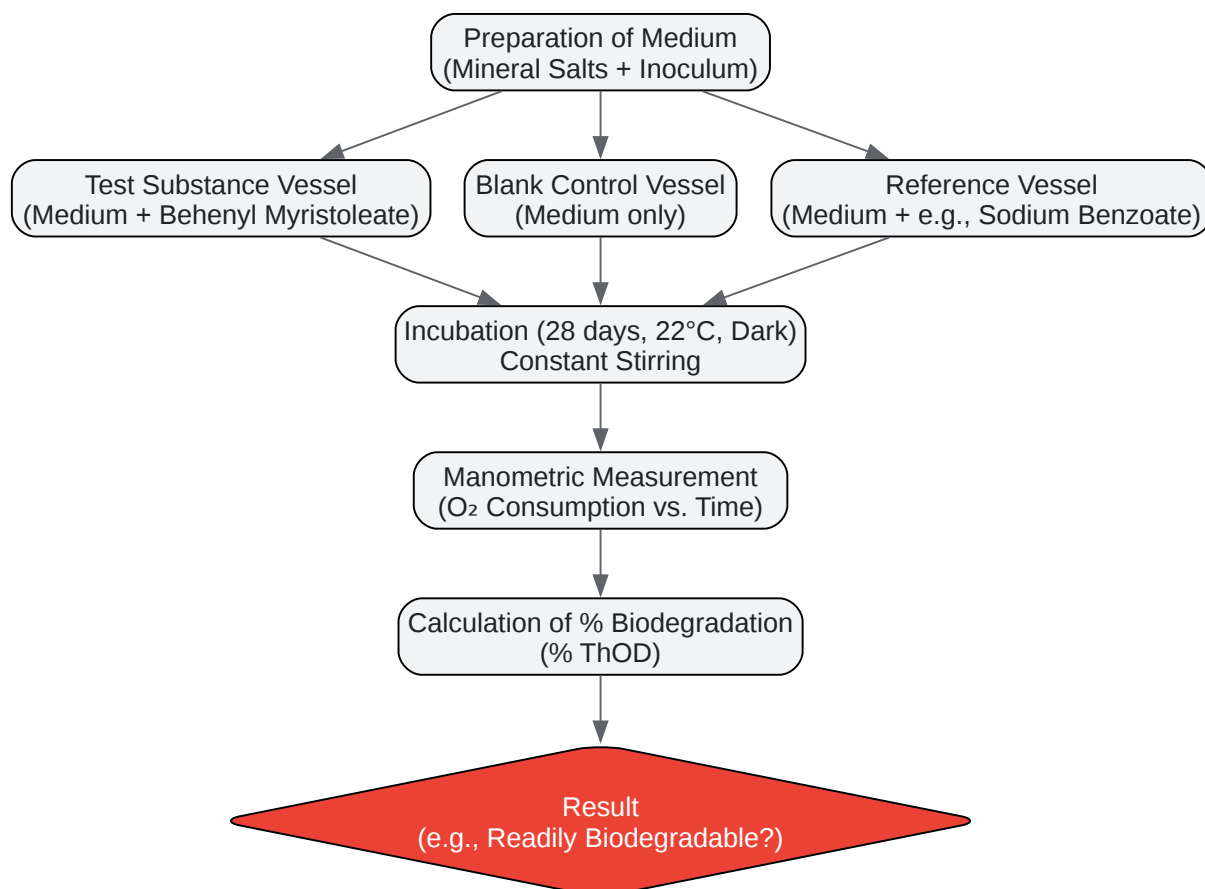 Preparation of Medium
(Mineral Salts + Inoculum)
Test Substance Vessel
(Medium + Behenyl Myristoleate)
Blank Control Vessel
(Medium only)
Reference Vessel
(Medium + e.g., Sodium Benzoate)
Incubation (28 days, 22°C, Dark)
Constant Stirring
Manometric Measurement
(O₂ Consumption vs. Time)
Calculation of % Biodegradation
(% ThOD)
Result
(e.g., Readily Biodegradable?)